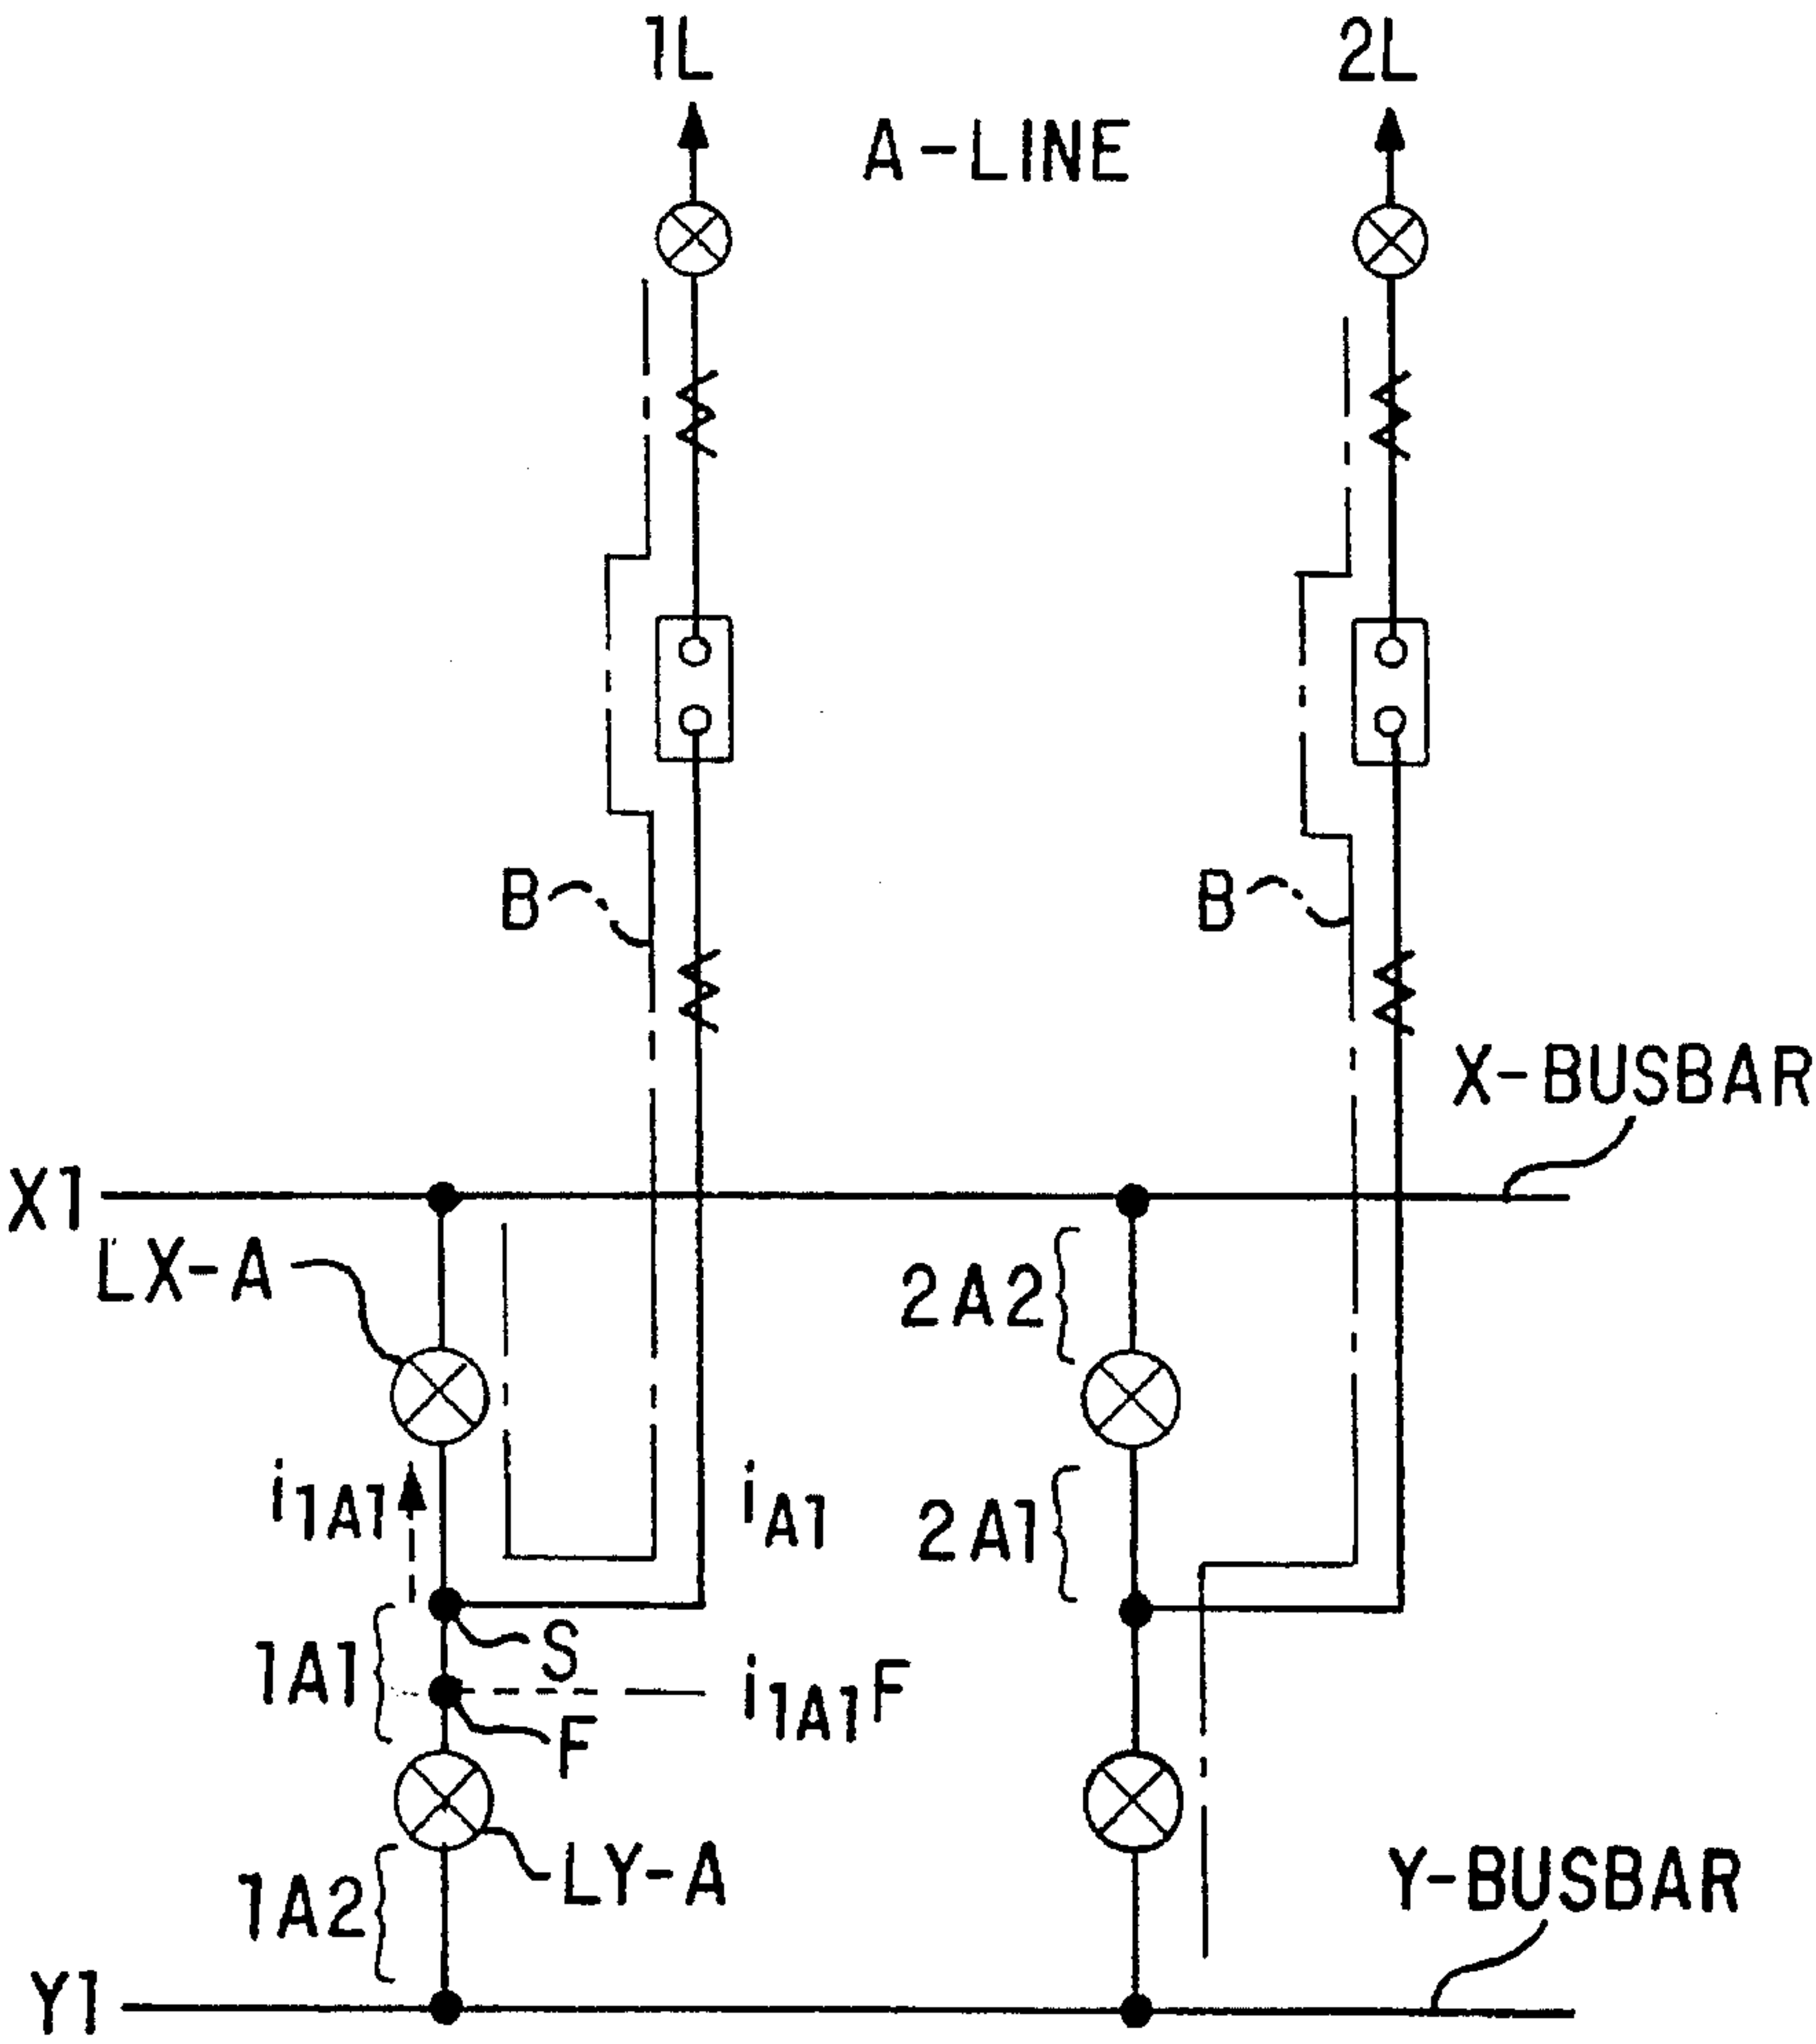 1L
2L
A-LINE
B
B
X-BUSBAR
X1
LX-A
2A2
i1A1
iA1
2A1
S
1A1
i1A1F
F
LY-A
1A2
Y-BUSBAR
Y1